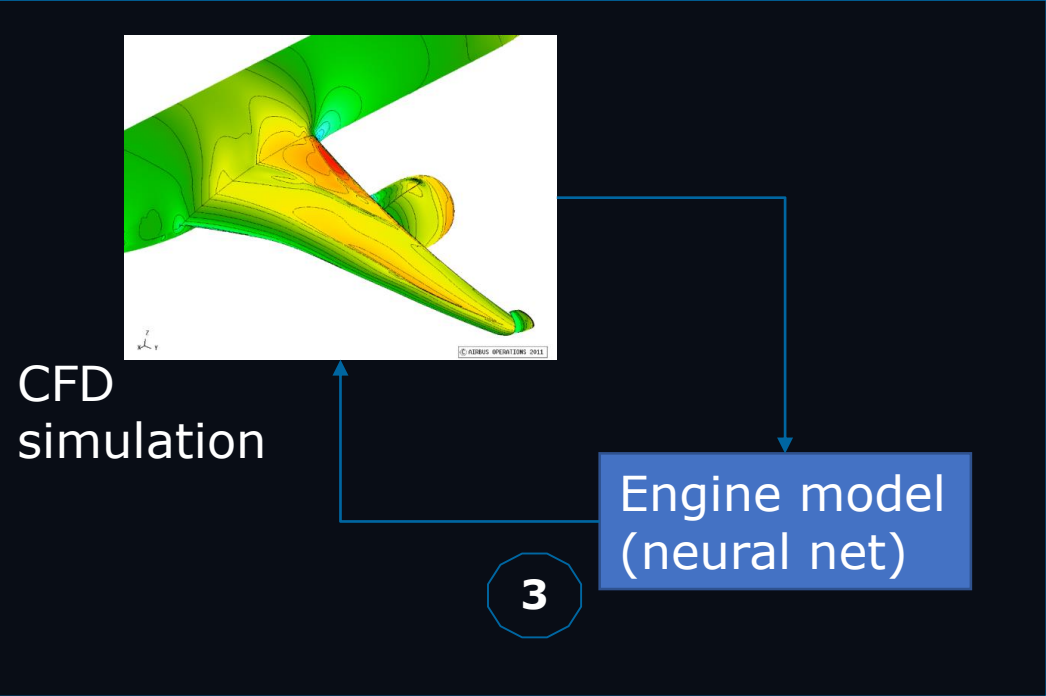 Z
X Y
© AIRBUS OPERATIONS 2011
CFD
simulation
Engine model
(neural net)
3